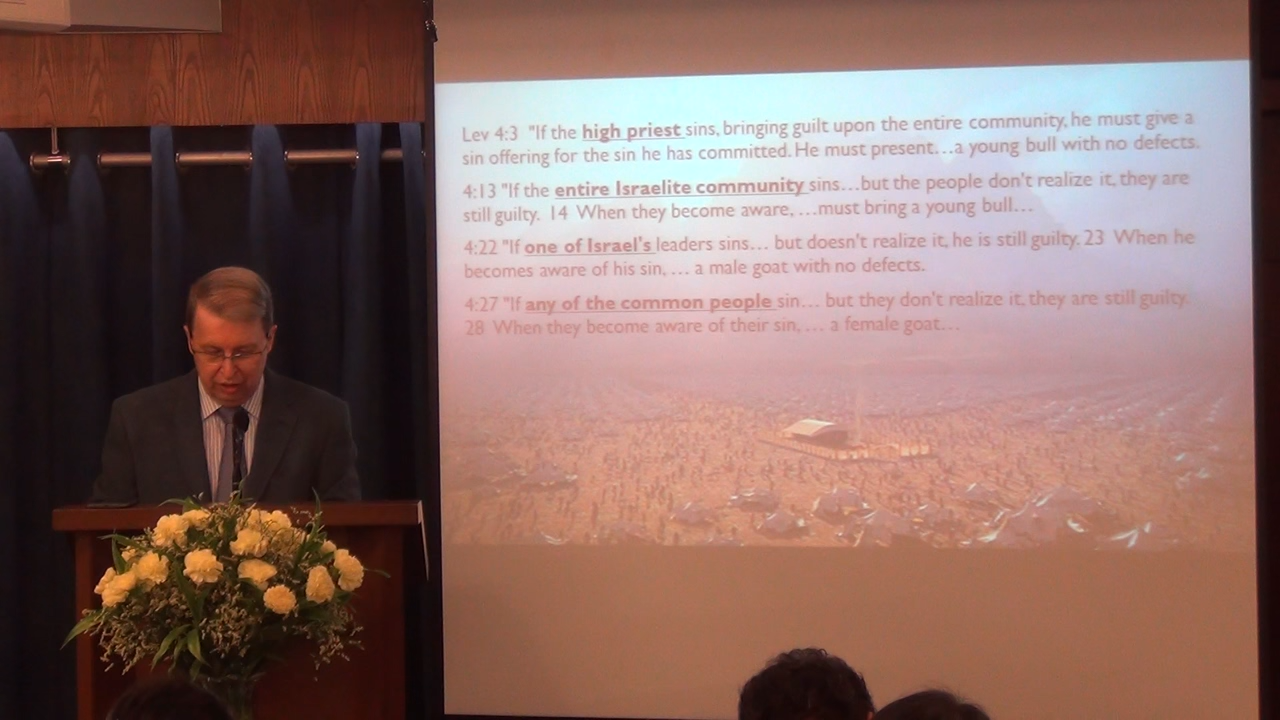 Lev 4:3 "If the high priest sins, bringing guilt upon the entire community, he must give a
sin offering for the sin he has committed. He must present…a young bull with no defects.
4:13 "If the entire Israelite community sins…but the people don't realize it, they are
still guilty. 14 When they become aware, …must bring a young bull…
4:22 "If one of Israel's leaders sins… but doesn't realize it, he is still guilty. 23 When he
becomes aware of his sin, … a male goat with no defects.
4:27 "If any of the common people sin… but they don't realize it, they are still guilty.
28 When they become aware of their sin, … a female goat…